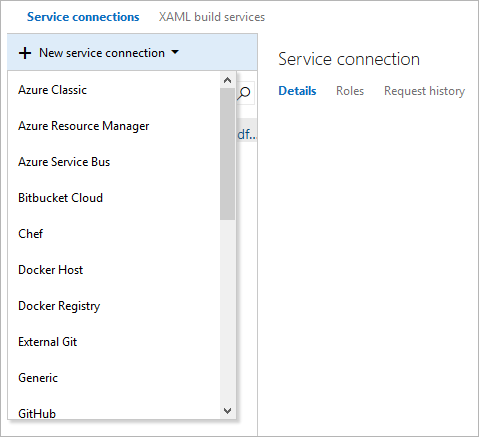 Service connections XAML build services
+ New service connection
Service connection
Azure Classic
Details Roles Request history
Azure Resource Manager
df...
Azure Service Bus
Bitbucket Cloud
Chef
Docker Host
Docker Registry
External Git
Generic
GitHub